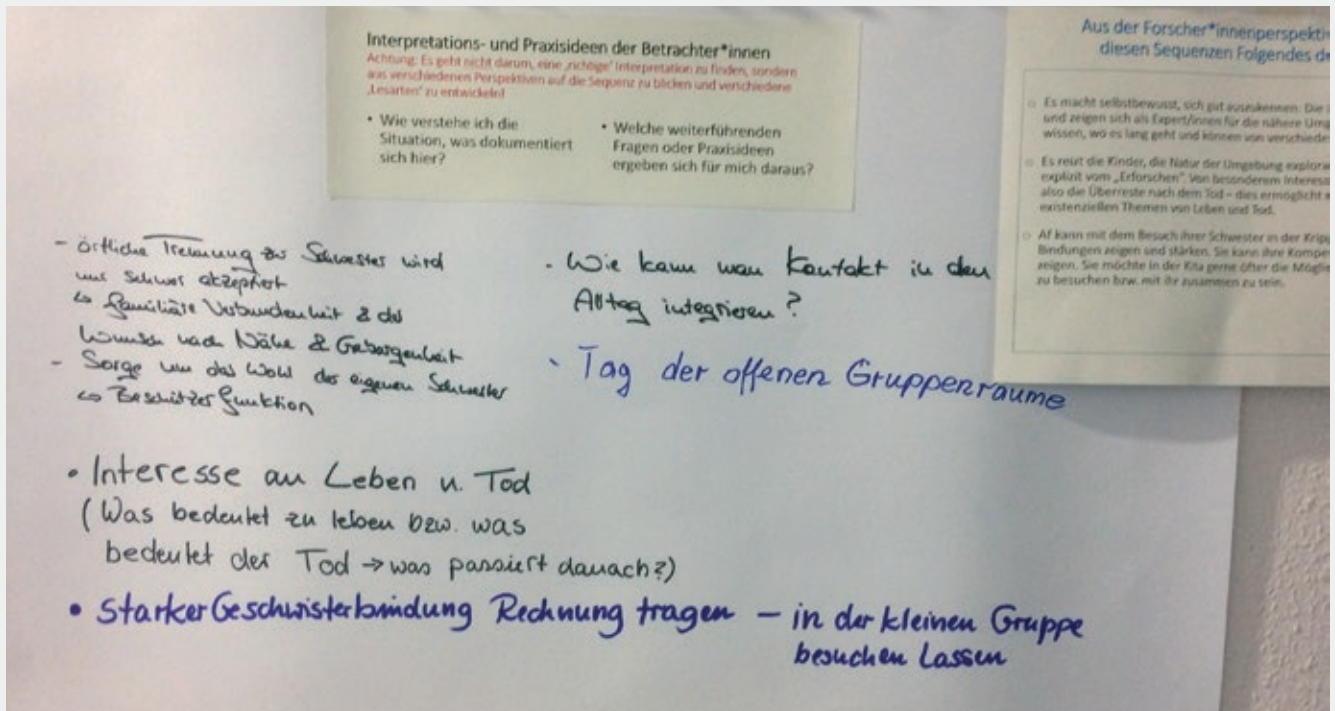 Interpretations- und Praxisideen der Betrachter*innen
Achtung: Es geht nicht darum, eine ‚richtige' Interpretation zu finden, sondern
aus verschiedenen Perspektiven auf die Sequenz zu blicken und verschiedene
‚Lesarten' zu entwickeln!
• Wie verstehe ich die
Situation, was dokumentiert
sich hier?
• Welche weiterführenden
Fragen oder Praxisideen
ergeben sich für mich daraus?
Aus der Forscher*innenperspekti
diesen Sequenzen Folgendes
○ Es macht selbstbewusst, sich gut auszukennen. Die
und zeigen sich als Expert/innen für die nähere Umg
wissen, wo es lang geht und können von verschiede
○ Es reizt die Kinder, die Natur der Umgebung explorie
explizit vom „Erforschen". Von besonderem Interess
also die Überreste nach dem Tod – dies ermöglicht
existenziellen Themen von Leben und Tod.
○ Af kann mit dem Besuch ihrer Schwester in der Kripp
Bindungen zeigen und stärken. Sie kann ihre Kompe
zeigen. Sie möchte in der Kita gerne öfter die Möglic
zu besuchen bzw. mit ihr zusammen zu sein.
- örtliche Trennung zur Schwester wird
nur schwer akzeptiert
↳ familiäre Verbundenheit & der
Wunsch nach Nähe & Geborgenheit
- Sorge um das Wohl der eigenen Schwester
↳ Beschützerfunktion
- Wie kann man Kontakt in den
Alltag integrieren?
- Tag der offenen Gruppenräume
• Interesse an Leben u. Tod
(Was bedeutet zu leben bzw. was
bedeutet der Tod → was passiert danach?)
• Starker Geschwisterbindung Rechnung tragen – in der kleinen Gruppe
besuchen lassen